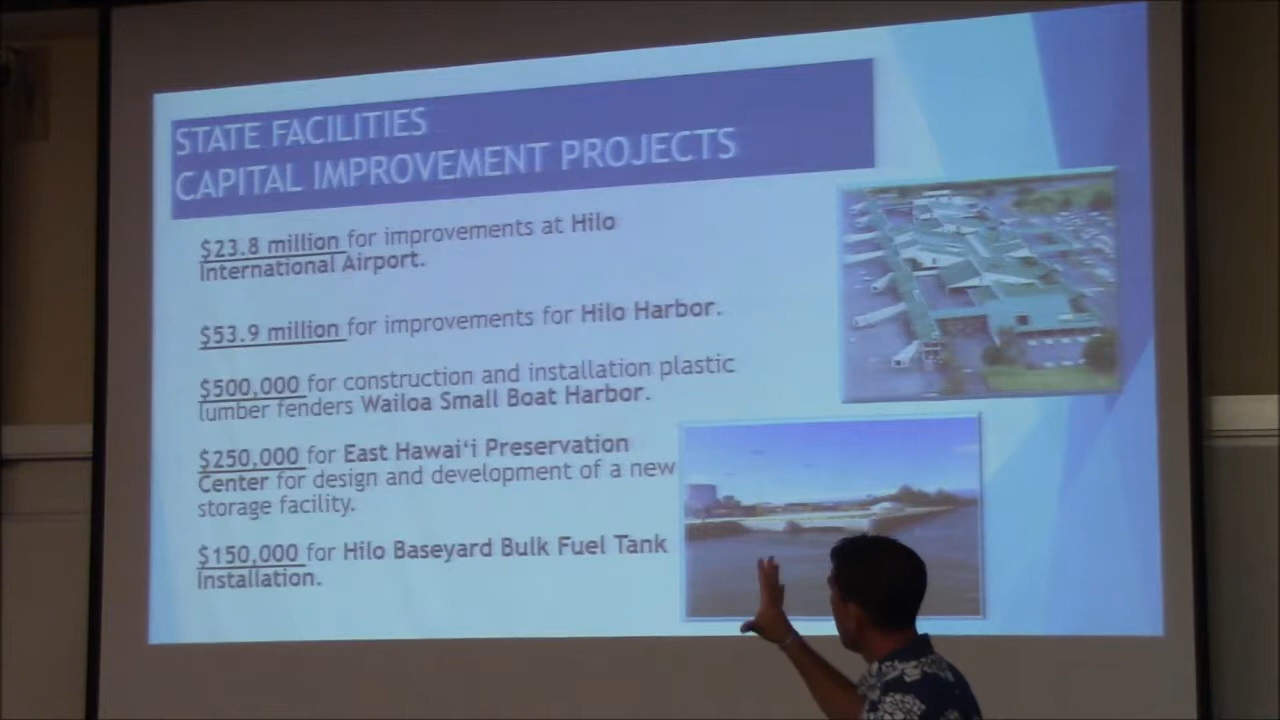 STATE FACILITIES
CAPITAL IMPROVEMENT PROJECTS
$23.8 million for improvements at Hilo
International Airport.
$53.9 million for improvements for Hilo Harbor.
$500,000 for construction and installation plastic
lumber fenders Wailoa Small Boat Harbor.
$250,000 for East Hawaiʻi Preservation
Center for design and development of a new
storage facility.
$150,000 for Hilo Baseyard Bulk Fuel Tank
Installation.